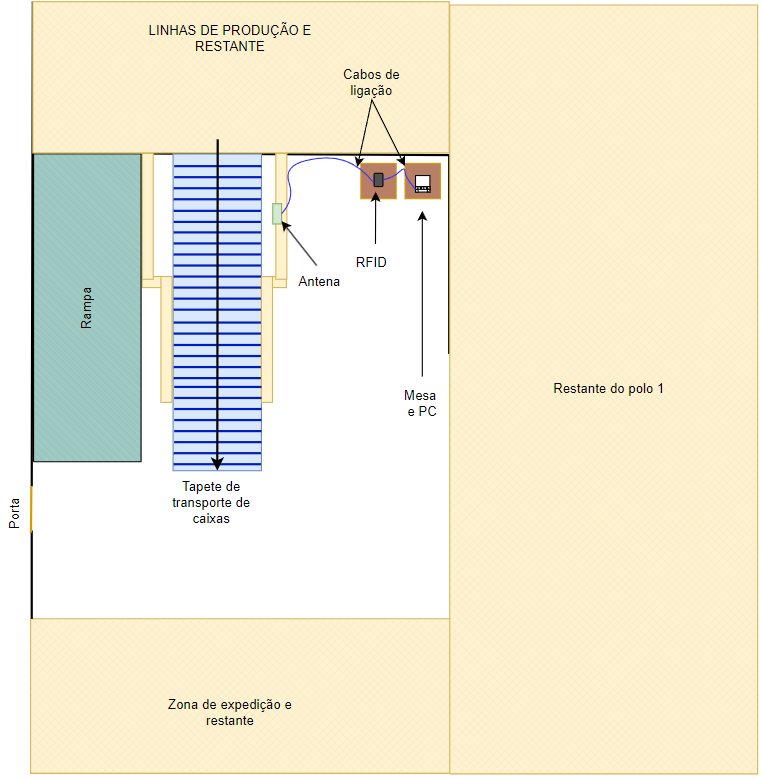 LINHAS DE PRODUÇÃO E
RESTANTE
Cabos de
ligação
RFID
Antena
Rampa
Mesa
e PC
Restante do polo 1
Tapete de
transporte de
caixas
Porta
Zona de expedição e
restante